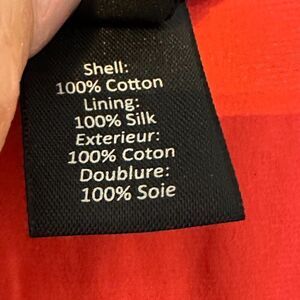 Shell:
100% Cotton
Lining:
100% Silk
Exterieur:
100% Coton
Doublure:
100% Soie